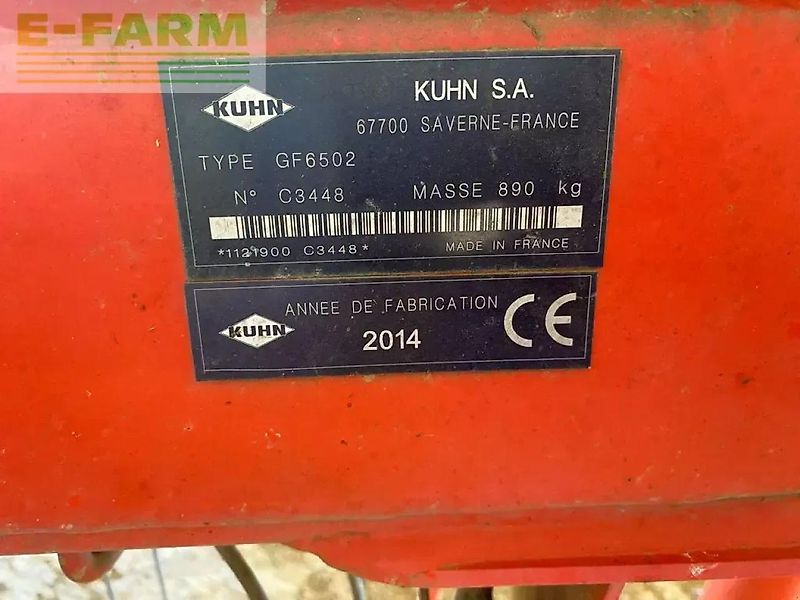 E-FARM
KUHN
KUHN S.A.
67700 SAVERNE-FRANCE
TYPE GF6502
N° C3448 MASSE 890 kg
*1121900 C3448* MADE IN FRANCE
KUHN
ANNEE DE FABRICATION
2014
CE